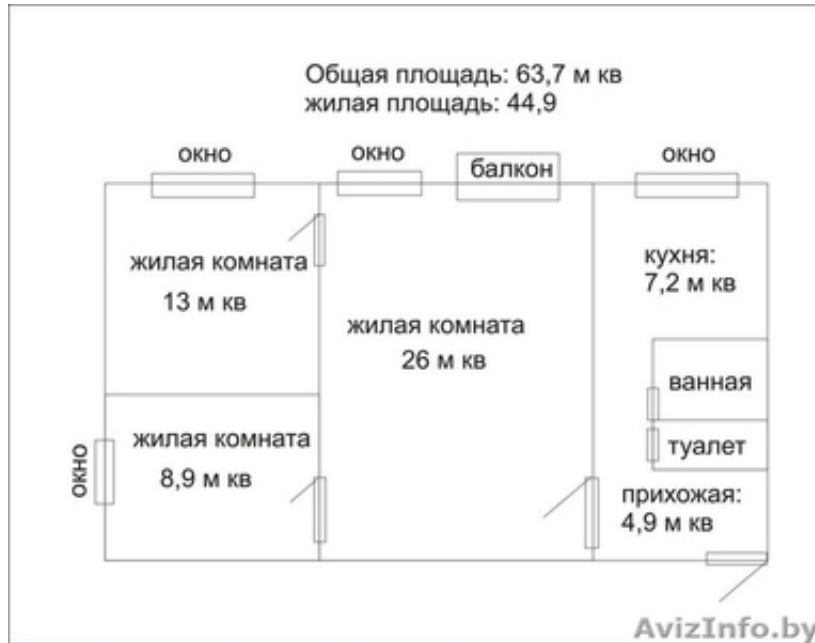 Общая площадь: 63,7 м кв
жилая площадь: 44,9
окно
окно
балкон
окно
жилая комната
13 м кв
жилая комната
26 м кв
кухня:
7,2 м кв
ванная
туалет
жилая комната
8,9 м кв
окно
прихожая:
4,9 м кв
AvizInfo.by